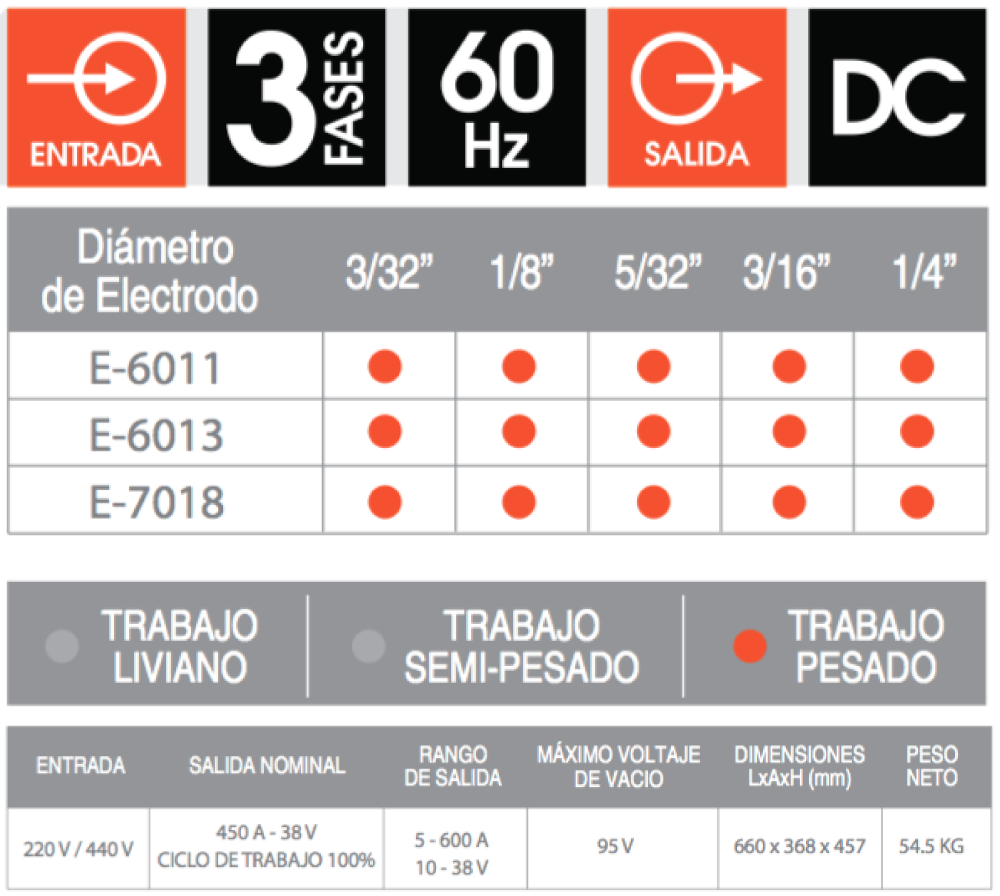 ENTRADA
3 FASES
60
Hz
SALIDA
DC
Diámetro
de Electrodo
3/32” 1/8” 5/32” 3/16” 1/4”
E-6011
E-6013
E-7018
TRABAJO
LIVIANO
TRABAJO
SEMI-PESADO
TRABAJO
PESADO
ENTRADA
SALIDA NOMINAL
RANGO
DE SALIDA
MÁXIMO VOLTAJE
DE VACIO
DIMENSIONES
LxAxH (mm)
PESO
NETO
220 V / 440 V
450 A - 38 V
CICLO DE TRABAJO 100%
5 - 600 A
10 - 38 V
95 V
660 x 368 x 457
54.5 KG